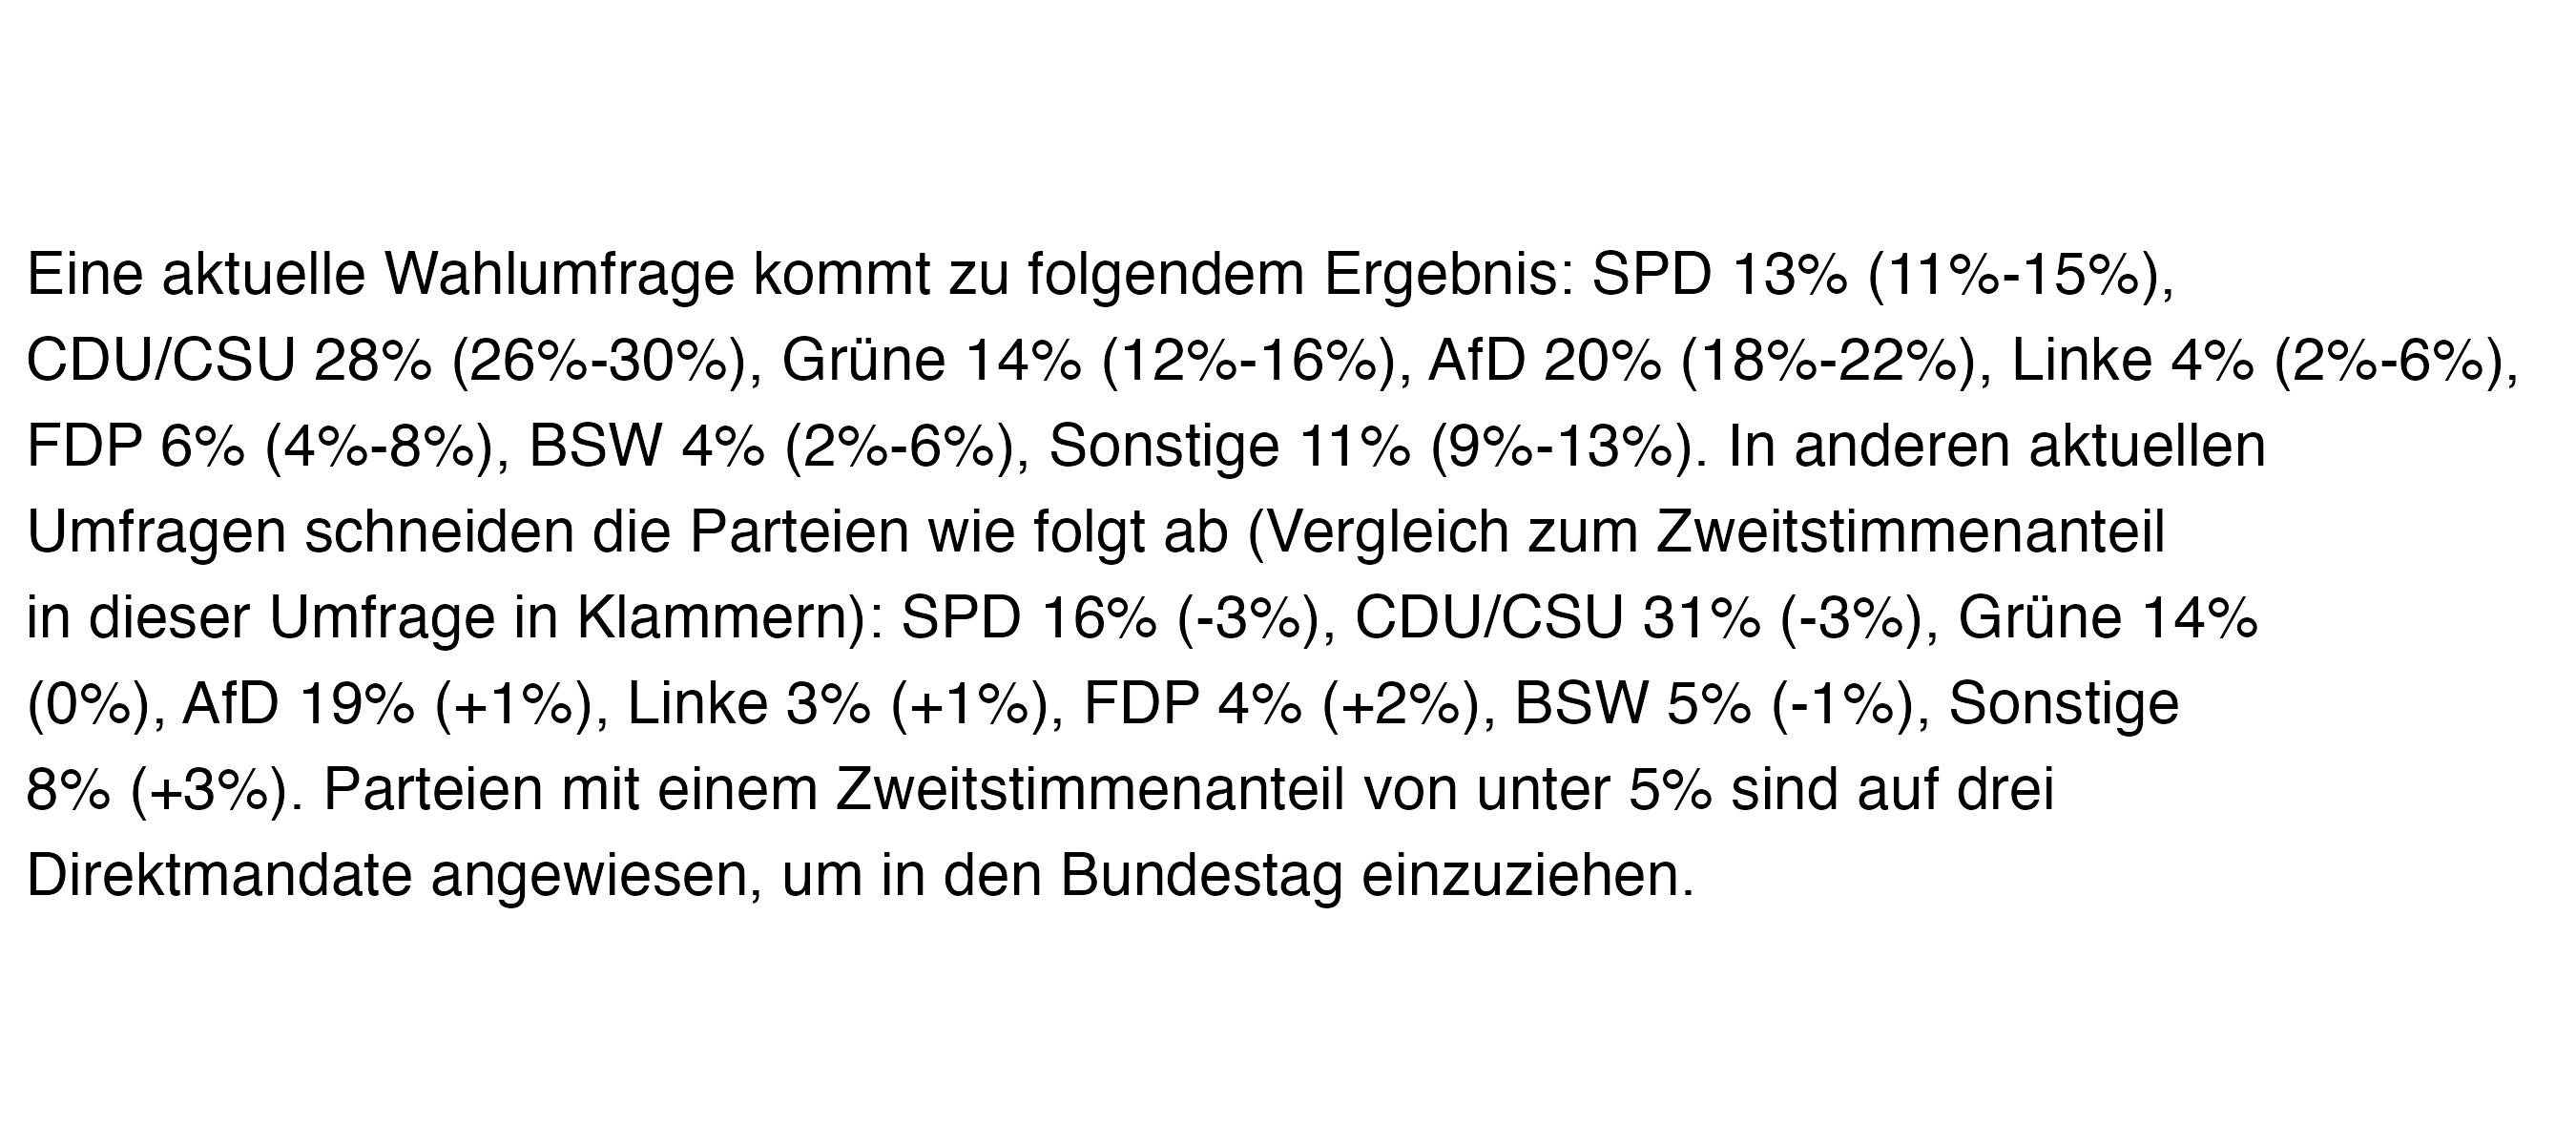 Eine aktuelle Wahlumfrage kommt zu folgendem Ergebnis: SPD 13% (11%-15%),
CDU/CSU 28% (26%-30%), Grüne 14% (12%-16%), AfD 20% (18%-22%), Linke 4% (2%-6%),
FDP 6% (4%-8%), BSW 4% (2%-6%), Sonstige 11% (9%-13%). In anderen aktuellen
Umfragen schneiden die Parteien wie folgt ab (Vergleich zum Zweitstimmenanteil
in dieser Umfrage in Klammern): SPD 16% (-3%), CDU/CSU 31% (-3%), Grüne 14%
(0%), AfD 19% (+1%), Linke 3% (+1%), FDP 4% (+2%), BSW 5% (-1%), Sonstige
8% (+3%). Parteien mit einem Zweitstimmenanteil von unter 5% sind auf drei
Direktmandate angewiesen, um in den Bundestag einzuziehen.